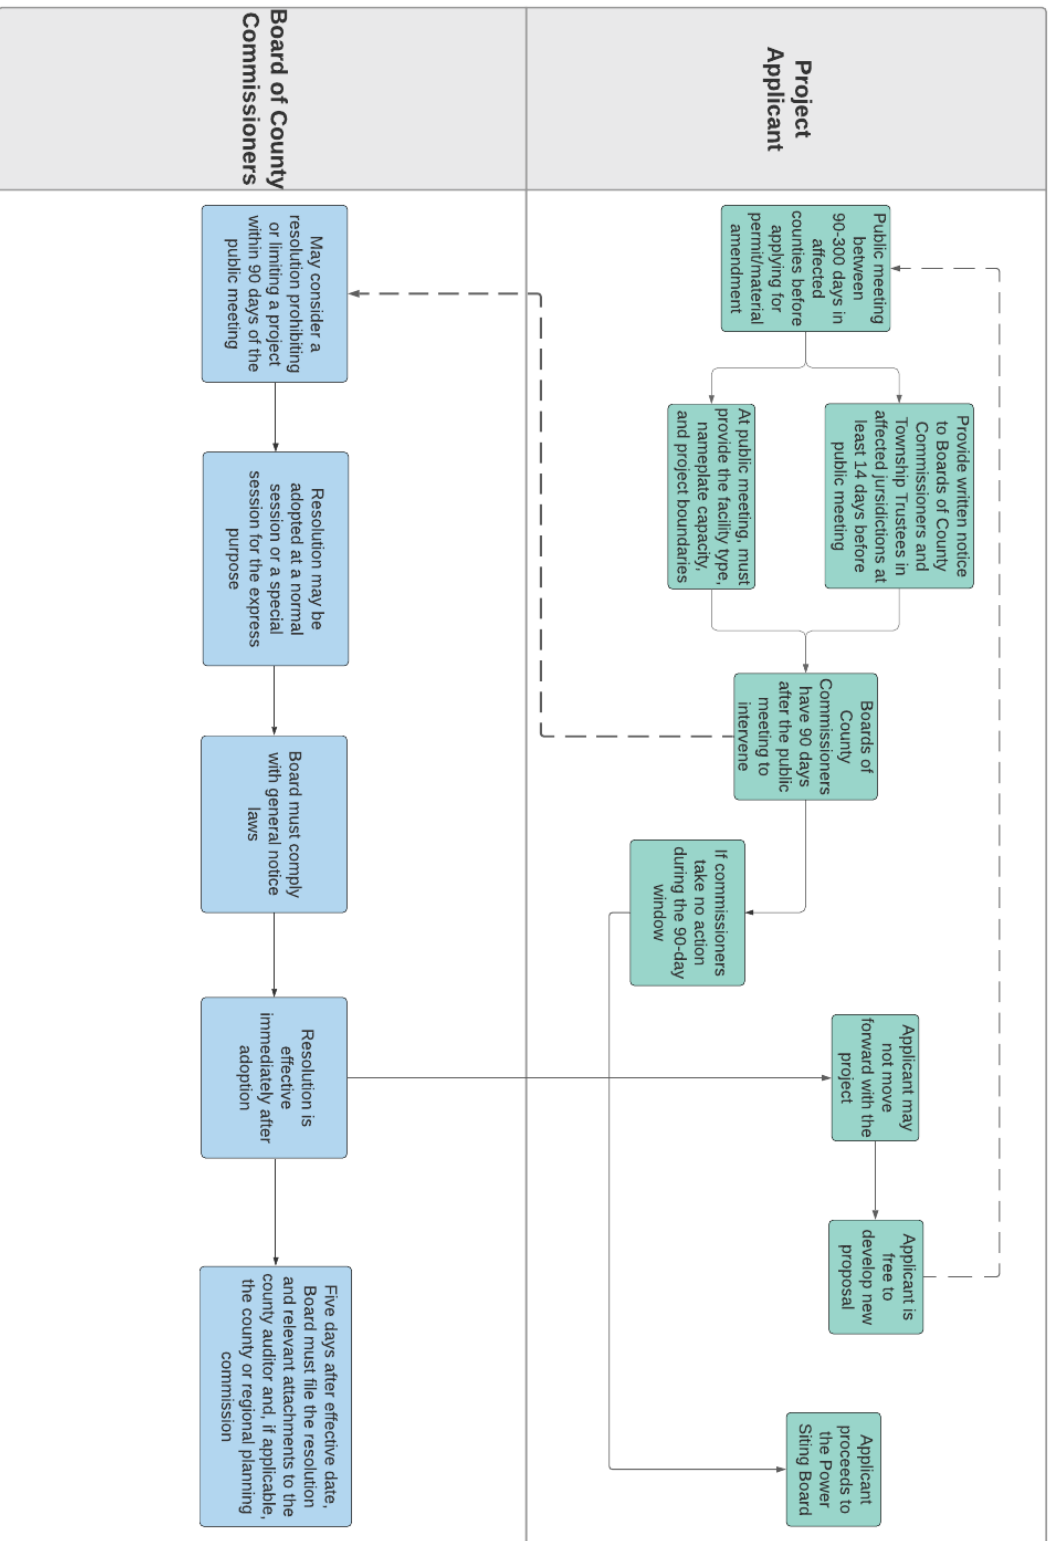 Project
Applicant
Public meeting
between
90-300 days in
affected
counties before
applying for
permit/material
amendment
Provide written notice
to Boards of County
Commissioners and
Township Trustees in
affected jursidictions at
least 14 days before
public meeting
At public meeting, must
provide the facility type,
nameplate capacity,
and project boundaries
Boards of
County
Commissioners
have 90 days
after the public
meeting to
intervene
If commissioners
take no action
during the 90-day
window
Applicant may
not move
forward with the
project
Applicant is
free to
develop new
proposal
Applicant
proceeds to
the Power
Siting Board
Board of County
Commissioners
May consider a
resolution prohibiting
or limiting a project
within 90 days of the
public meeting
Resolution may be
adopted at a normal
session or a special
session for the express
purpose
Board must comply
with general notice
laws
Resolution is
effective
immediately after
adoption
Five days after effective date,
Board must file the resolution
and relevant attachments to the
county auditor and, if applicable,
the county or regional planning
commission